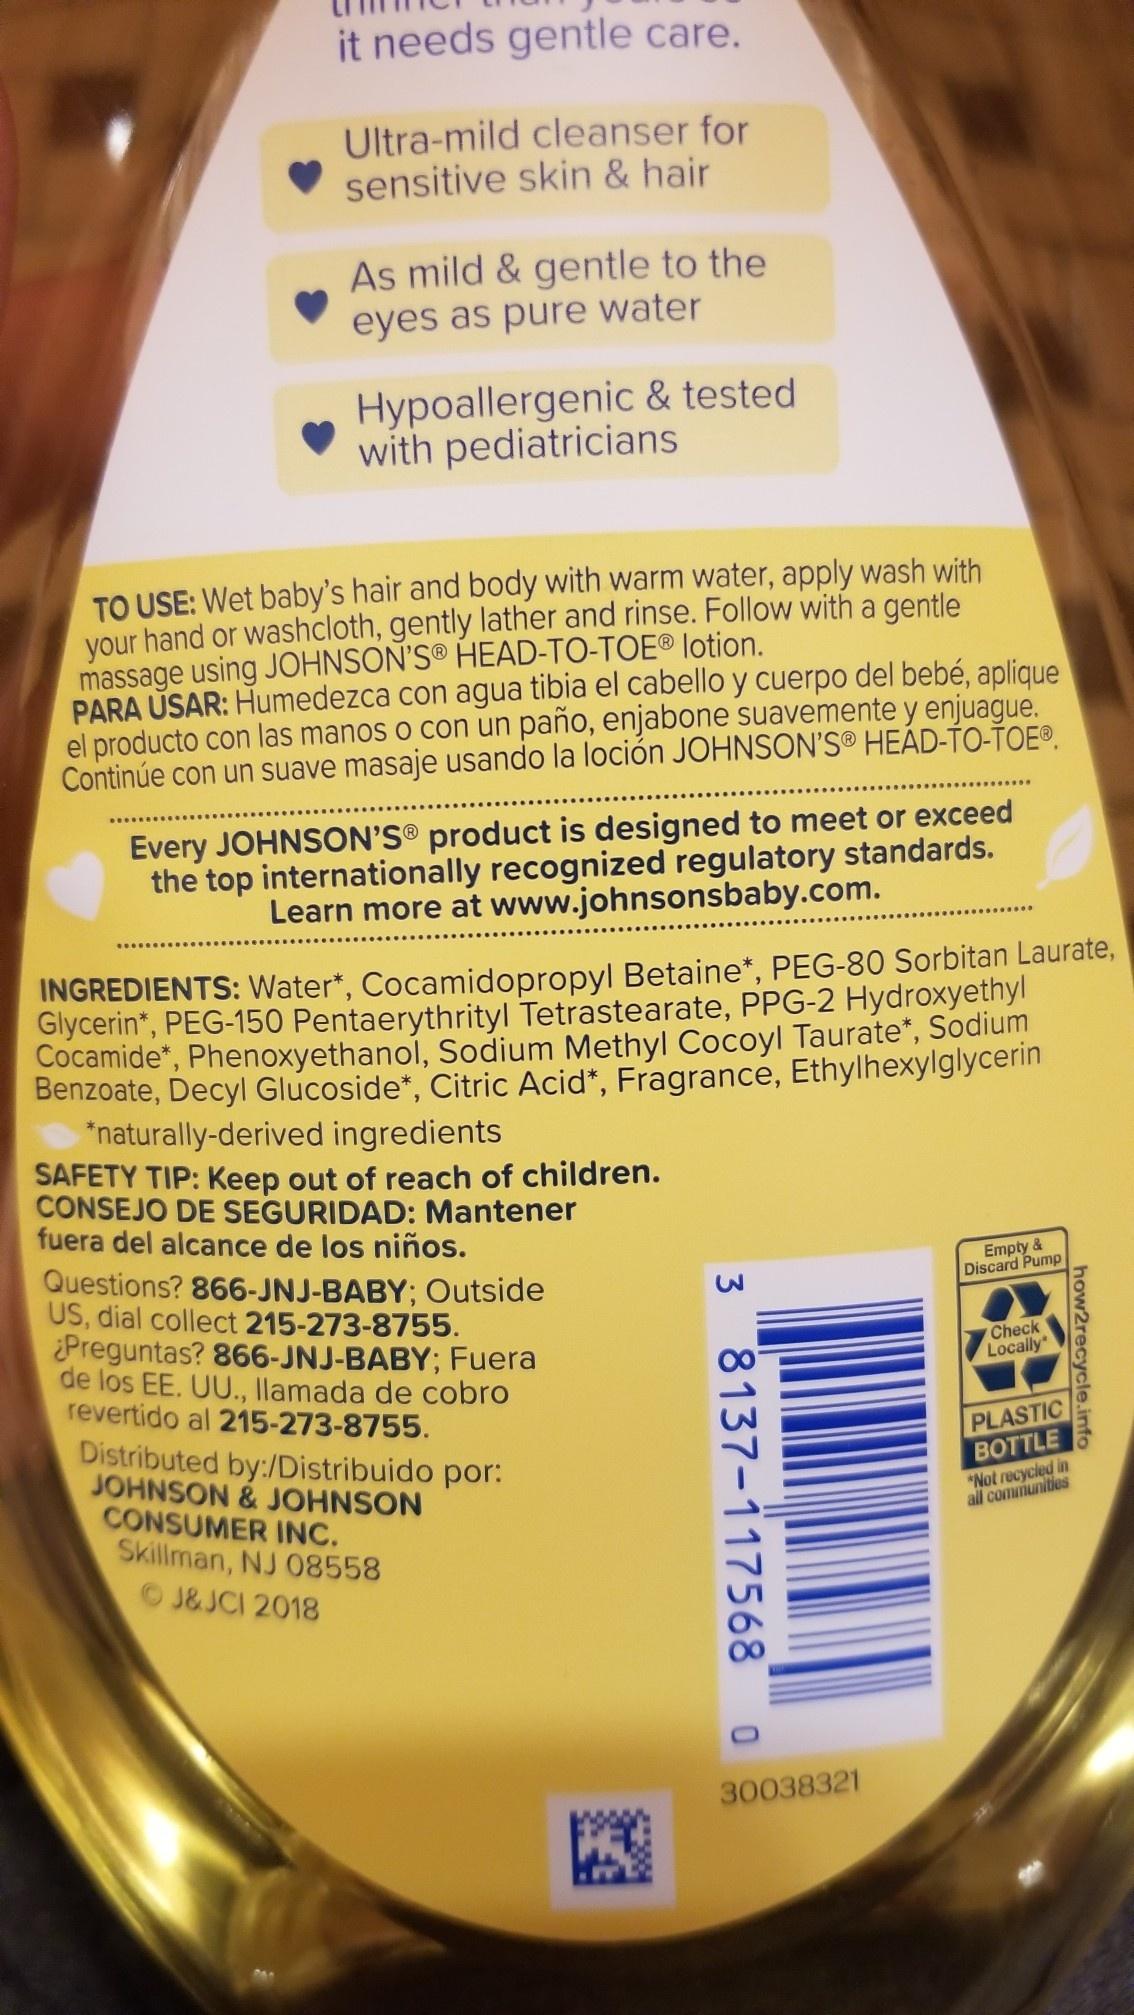 it needs gentle care.
Ultra-mild cleanser for
sensitive skin & hair
As mild & gentle to the
eyes as pure water
Hypoallergenic & tested
with pediatricians
TO USE: Wet baby's hair and body with warm water, apply wash with
your hand or washcloth, gently lather and rinse. Follow with a gentle
massage using JOHNSON'S® HEAD-TO-TOE® lotion.
PARA USAR: Humedezca con agua tibia el cabello y cuerpo del bebé, aplique
el producto con las manos o con un paño, enjabone suavemente y enjuague.
Continúe con un suave masaje usando la loción JOHNSON'S® HEAD-TO-TOE®.
Every JOHNSON'S® product is designed to meet or exceed
the top internationally recognized regulatory standards.
Learn more at www.johnsonsbaby.com.
INGREDIENTS: Water*, Cocamidopropyl Betaine*, PEG-80 Sorbitan Laurate,
Glycerin*, PEG-150 Pentaerythrityl Tetrastearate, PPG-2 Hydroxyethyl
Cocamide*, Phenoxyethanol, Sodium Methyl Cocoyl Taurate*, Sodium
Benzoate, Decyl Glucoside*, Citric Acid*, Fragrance, Ethylhexylglycerin
*naturally-derived ingredients
SAFETY TIP: Keep out of reach of children.
CONSEJO DE SEGURIDAD: Mantener
fuera del alcance de los niños.
Questions? 866-JNJ-BABY; Outside
US, dial collect 215-273-8755.
¿Preguntas? 866-JNJ-BABY; Fuera
de los EE. UU., llamada de cobro
revertido al 215-273-8755.
Distributed by:/Distribuido por:
JOHNSON & JOHNSON
CONSUMER INC.
Skillman, NJ 08558
© J&JCI 2018
3 8137-117568 0
30038321
Empty &
Discard Pump
Check
Locally*
PLASTIC
BOTTLE
*Not recycled in
all communities
how2recycle.info